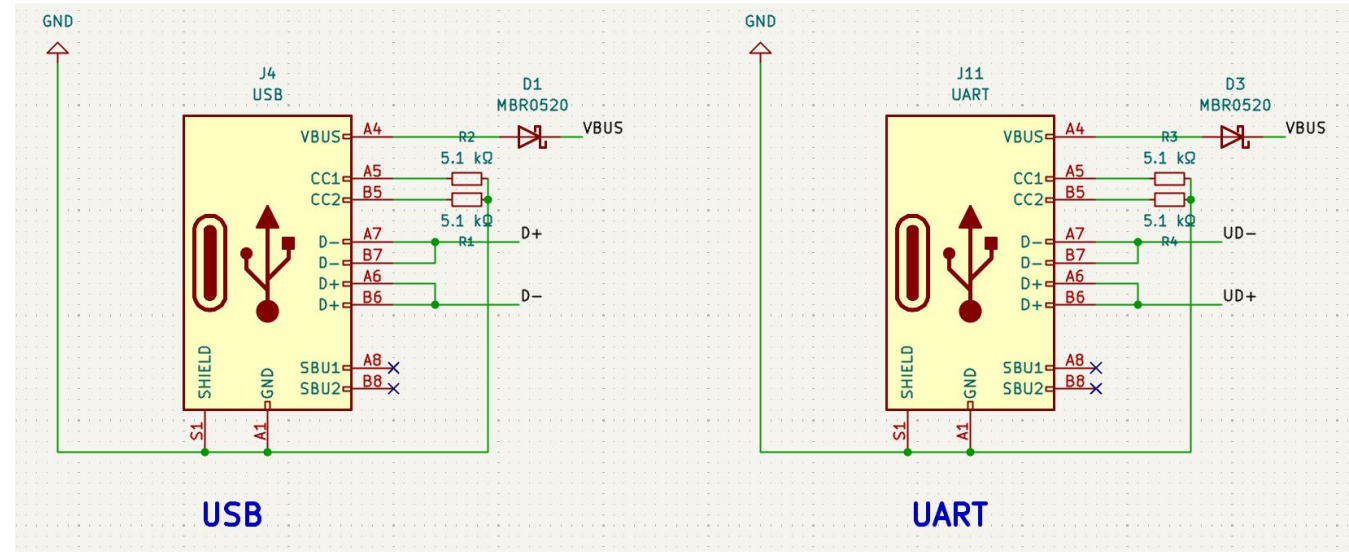 GND
J4
USB
D1
MBR0520
VBUS
VBUS
A4
R2
5.1 kΩ
CC1
A5
CC2
B5
5.1 kΩ
R1
D-
A7
D+
D-
B7
D+
A6
D+
B6
D-
SHIELD
GND
SBU1
A8
SBU2
B8
S1
A1
USB
GND
J11
UART
D3
MBR0520
VBUS
VBUS
A4
R3
5.1 kΩ
CC1
A5
CC2
B5
5.1 kΩ
R4
D-
A7
UD-
D-
B7
D+
A6
D+
B6
UD+
SHIELD
GND
SBU1
A8
SBU2
B8
S1
A1
UART